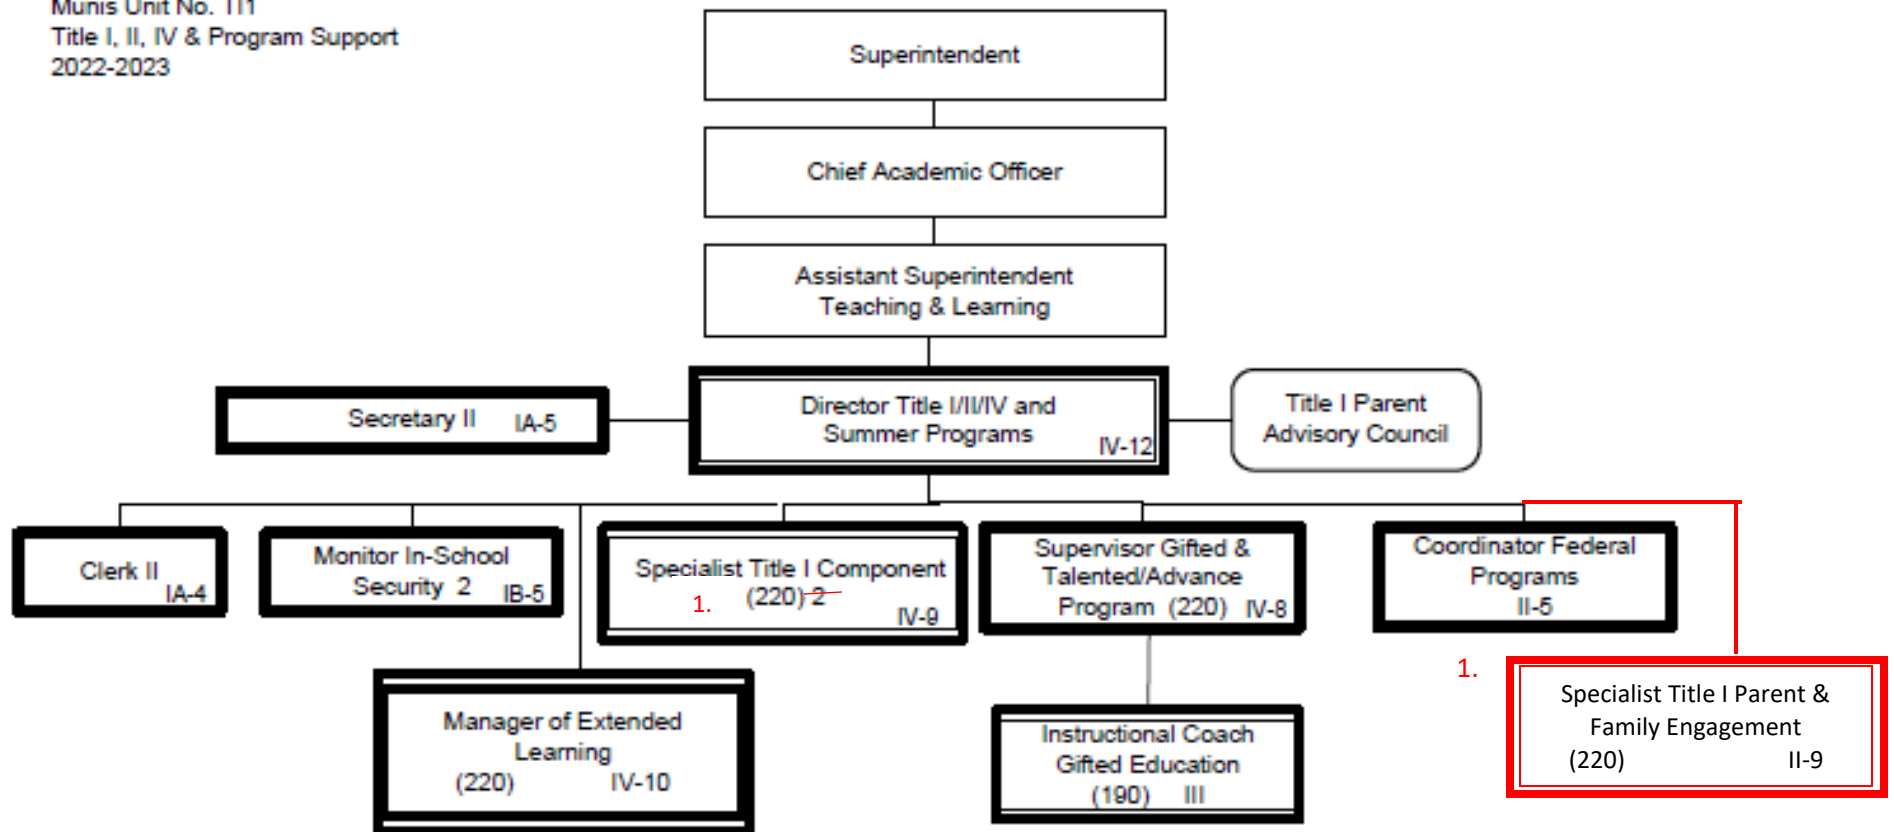 Munis Unit No. TI1
Title I, II, IV & Program Support
2022-2023
Superintendent
Chief Academic Officer
Assistant Superintendent
Teaching & Learning
Secretary II IA-5
Director Title I/II/IV and
Summer Programs
IV-12
Title I Parent
Advisory Council
Clerk II
IA-4
Monitor In-School
Security 2 IB-5
Specialist Title I Component
1. (220) 2
IV-9
Supervisor Gifted &
Talented/Advance
Program (220) IV-8
Coordinator Federal
Programs
II-5
Manager of Extended
Learning
(220) IV-10
Instructional Coach
Gifted Education
(190) III
1.
Specialist Title I Parent &
Family Engagement
(220) II-9